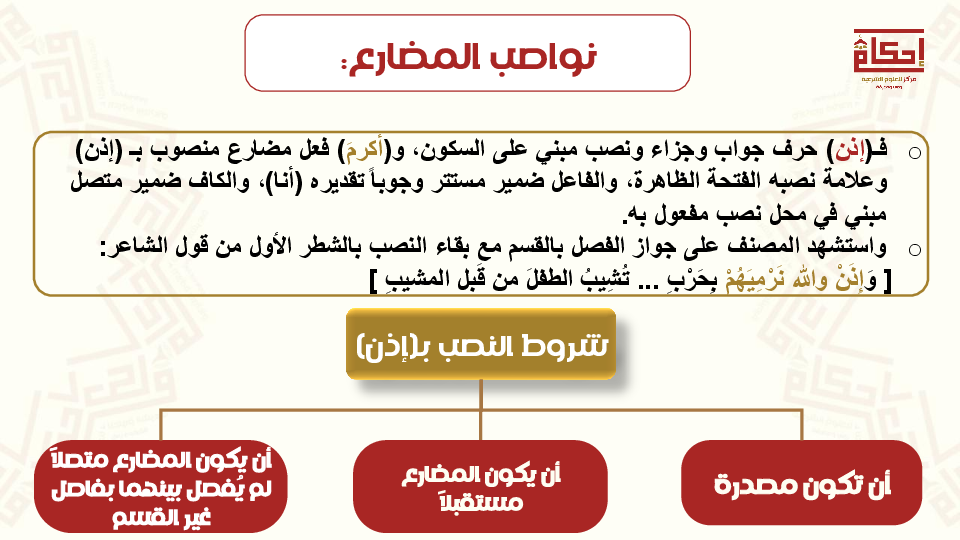 إحكام
مركز للعلوم الشرعية
نواصب المضارع:
فـ(إذن) حرف جواب وجزاء ونصب مبني على السكون، و(أكرمَ) فعل مضارع منصوب بـ (إذن)
وعلامة نصبه الفتحة الظاهرة، والفاعل ضمير مستتر وجوباً تقديره (أنا)، والكاف ضمير متصل
مبني في محل نصب مفعول به.
واستشهد المصنف على جواز الفصل بالقسم مع بقاء النصب بالشطر الأول من قول الشاعر:
[ وَإِذَنْ والله نَرْمِيَهُمْ بِحَرْبٍ ... تُشِيبُ الطفلَ من قَبلِ المشيبِ ]
شروط النصب بـ(إذن)
أن تكون مصدرة
أن يكون المضارع
مستقبلاً
أن يكون المضارع متصلاً
لم يُفصل بينهما بفاصل
غير القسم